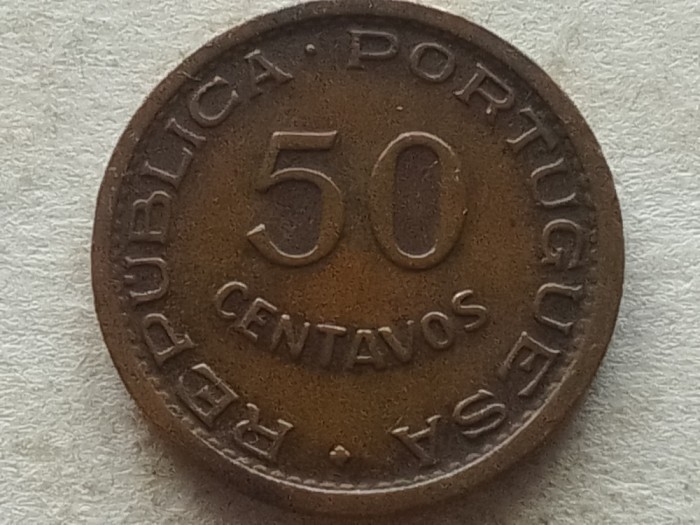 REPUBLICA · PORTUGUESA
50
CENTAVOS